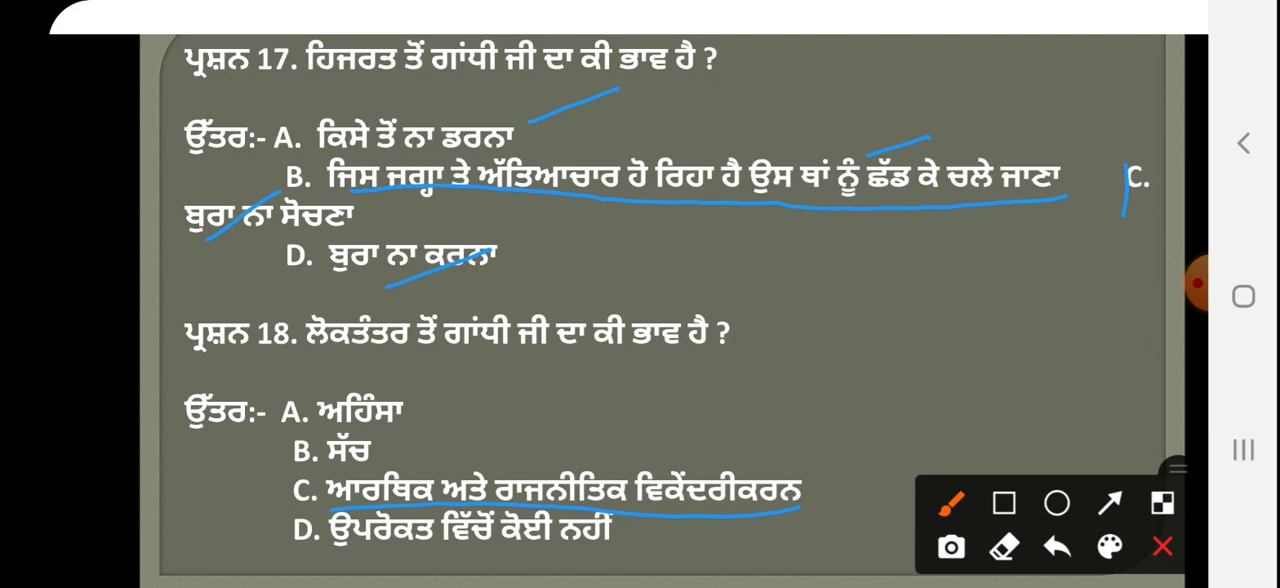 ਪ੍ਰਸ਼ਨ 17. ਹਿਜਰਤ ਤੋਂ ਗਾਂਧੀ ਜੀ ਦਾ ਕੀ ਭਾਵ ਹੈ ?
ਉੱਤਰ:- A. ਕਿਸੇ ਤੋਂ ਨਾ ਡਰਨਾ
B. ਜਿਸ ਜਗ੍ਹਾ ਤੇ ਅੱਤਿਆਚਾਰ ਹੋ ਰਿਹਾ ਹੈ ਉਸ ਥਾਂ ਨੂੰ ਛੱਡ ਕੇ ਚਲੇ ਜਾਣਾ C.
ਬੁਰਾ ਨਾ ਸੋਚਣਾ
D. ਬੁਰਾ ਨਾ ਕਰਨਾ
ਪ੍ਰਸ਼ਨ 18. ਲੋਕਤੰਤਰ ਤੋਂ ਗਾਂਧੀ ਜੀ ਦਾ ਕੀ ਭਾਵ ਹੈ ?
ਉੱਤਰ:- A. ਅਹਿੰਸਾ
B. ਸੱਚ
C. ਆਰਥਿਕ ਅਤੇ ਰਾਜਨੀਤਿਕ ਵਿਕੇਂਦਰੀਕਰਨ
D. ਉਪਰੋਕਤ ਵਿੱਚੋਂ ਕੋਈ ਨਹੀਂ